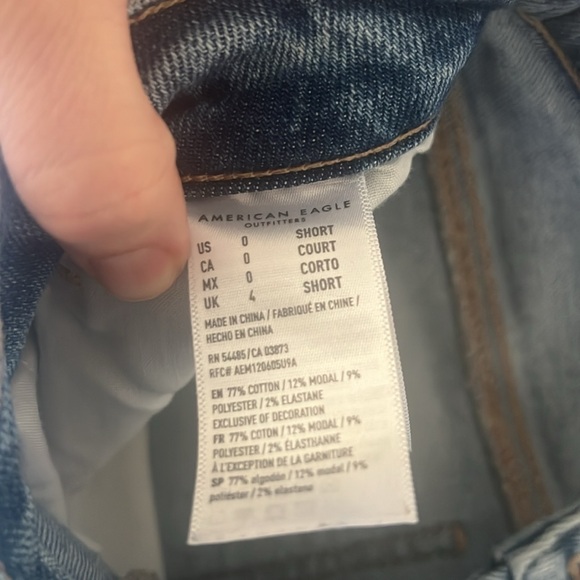 AMERICAN EAGLE
OUTFITTERS
US 0 SHORT
CA 0 COURT
MX 0 CORTO
UK 4 SHORT
MADE IN CHINA / FABRIQUÉ EN CHINE /
HECHO EN CHINA
RN 54485/CA 03873
RFC# AEM120605U9A
EN 77% COTTON / 12% MODAL / 9%
POLYESTER / 2% ELASTANE
EXCLUSIVE OF DECORATION
FR 77% COTON / 12% MODAL / 9%
POLYESTER / 2% ÉLASTHANNE
À L'EXCEPTION DE LA GARNITURE
SP 77% algodón / 12% modal / 9%
poliéster / 2% elastano